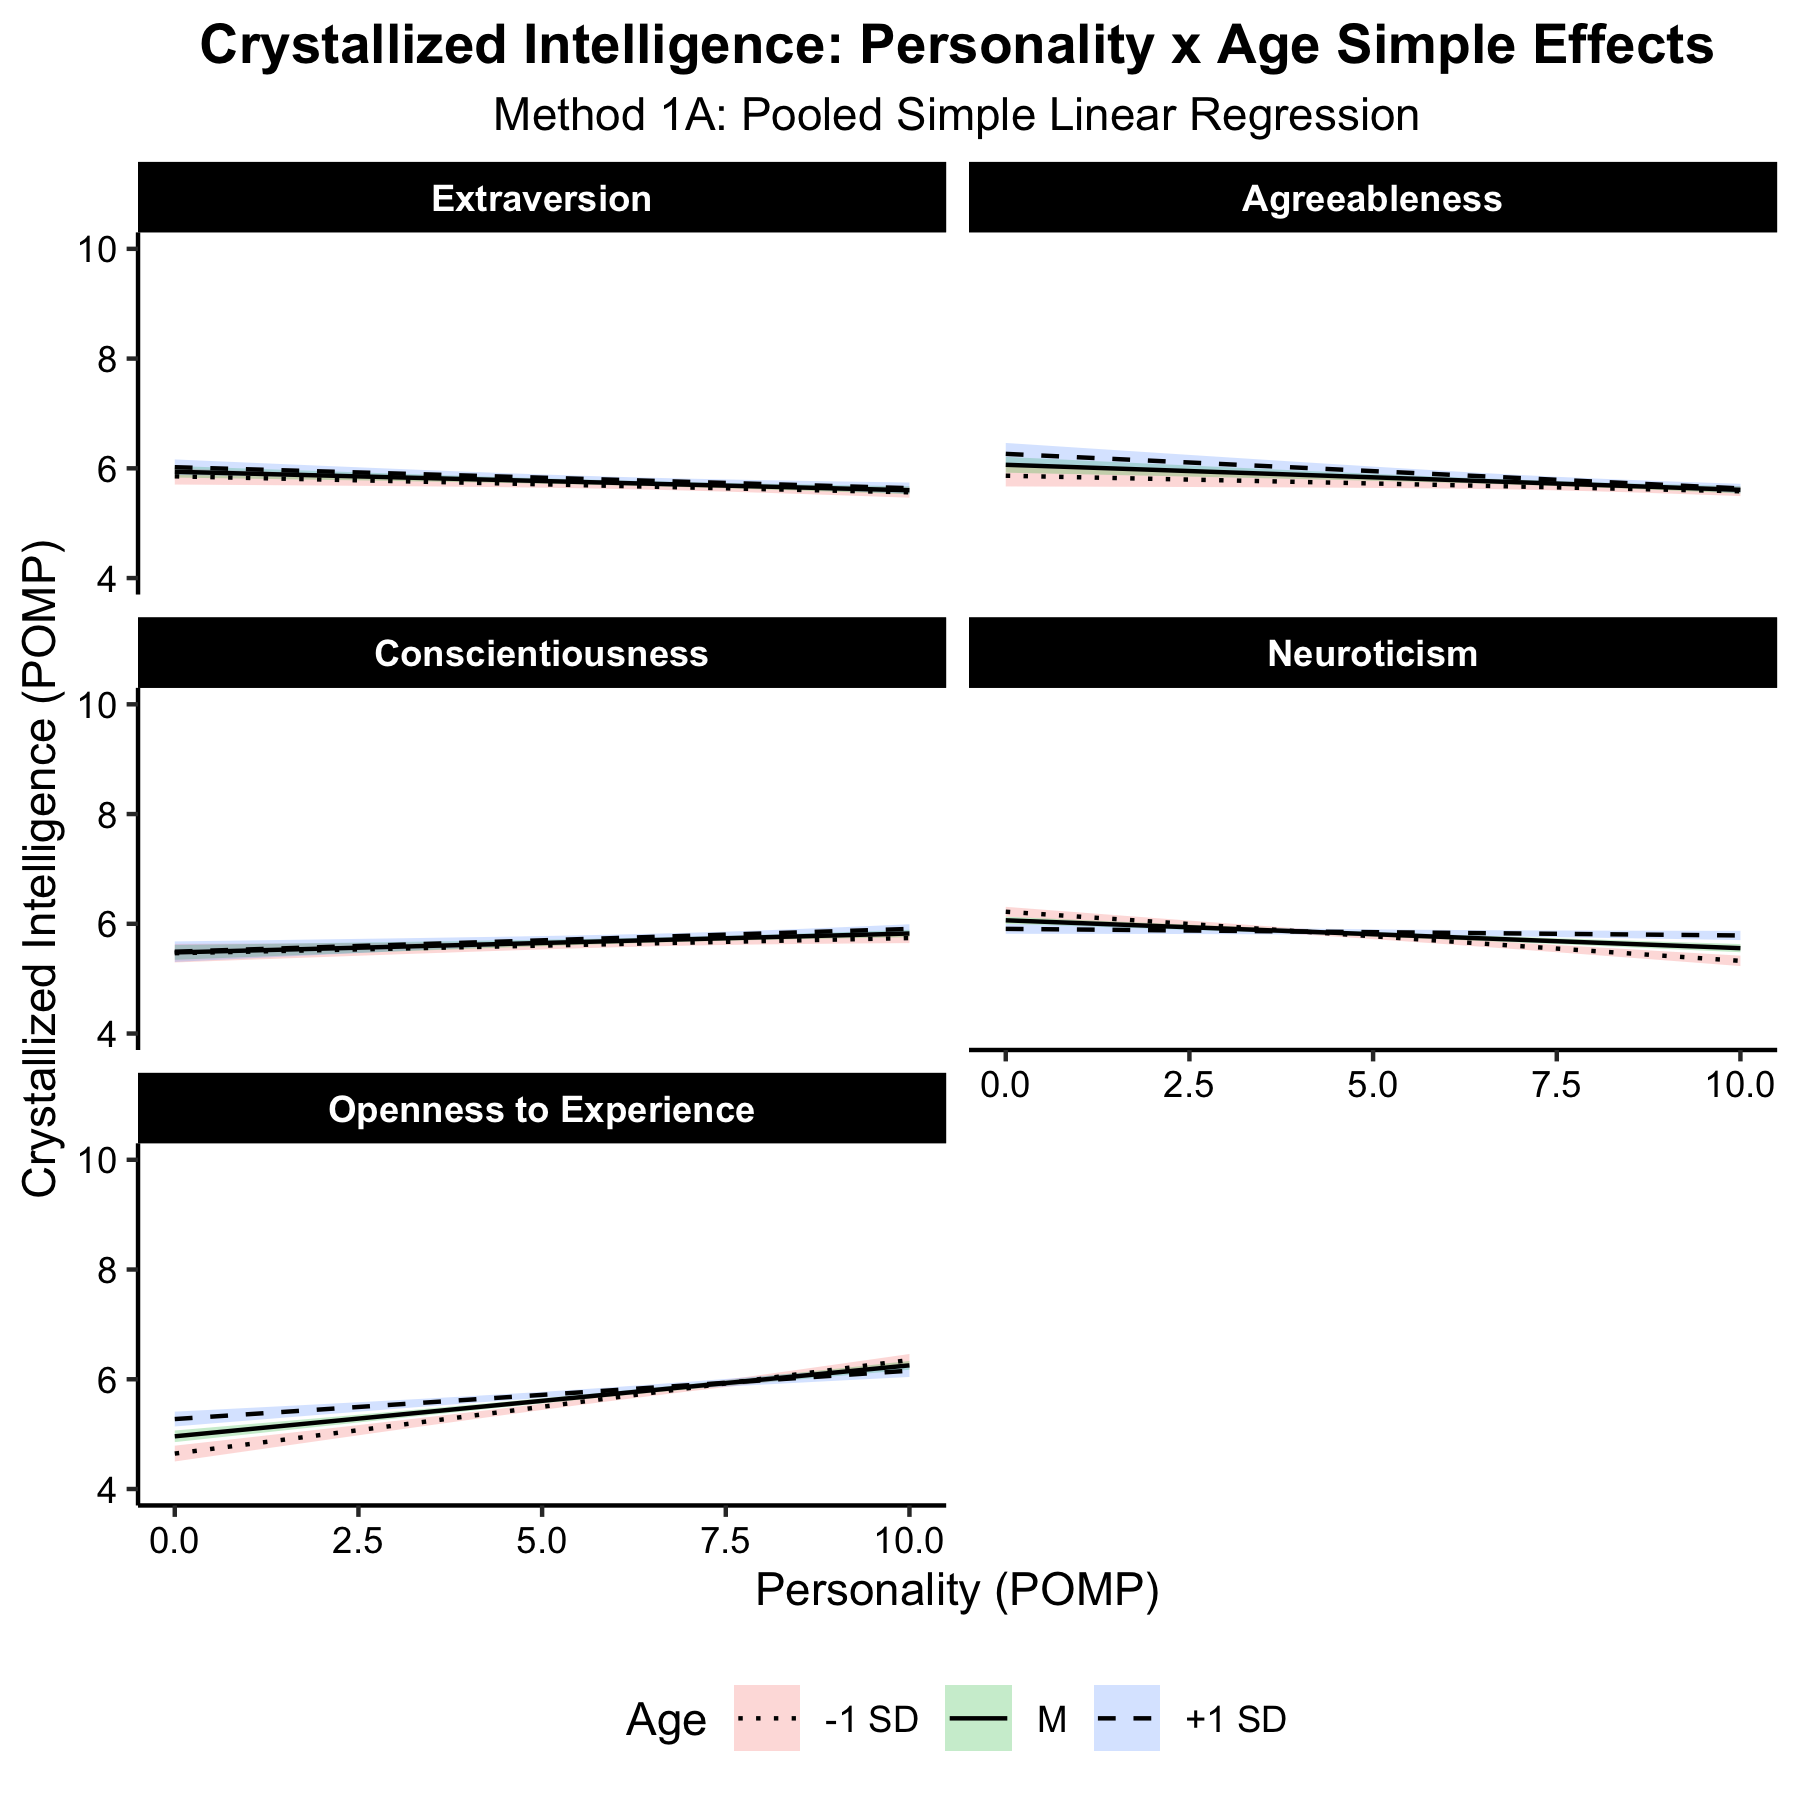 Crystallized Intelligence: Personality x Age Simple Effects
Method 1A: Pooled Simple Linear Regression
Extraversion
Agreeableness
10
8
6
4
Conscientiousness
Neuroticism
10
8
6
4
0.0 2.5 5.0 7.5 10.0
Openness to Experience
10
8
6
4
0.0 2.5 5.0 7.5 10.0
Crystallized Intelligence (POMP)
Personality (POMP)
Age -1 SD M +1 SD